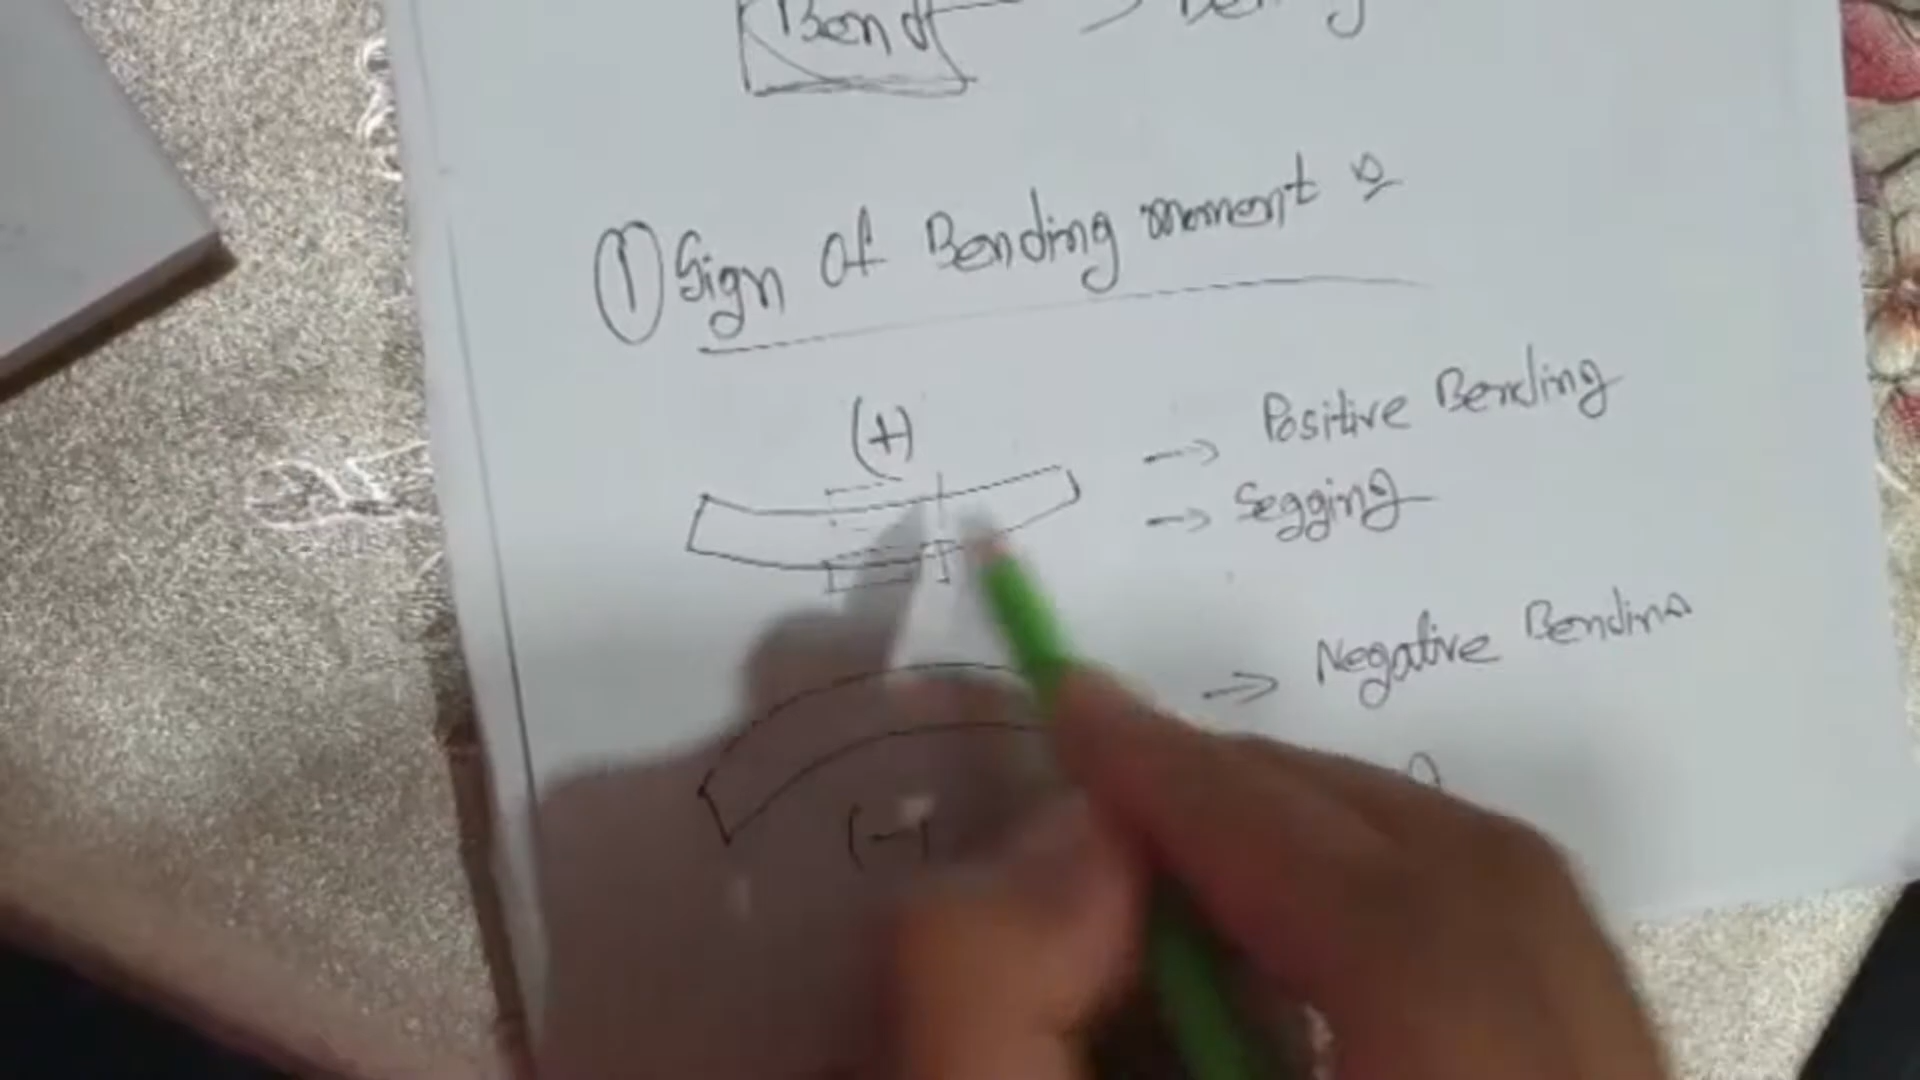 Bend
① Sign of Bending moment :
(+)
→ Positive Bending
→ Segging
→ Negative Bending
(-)